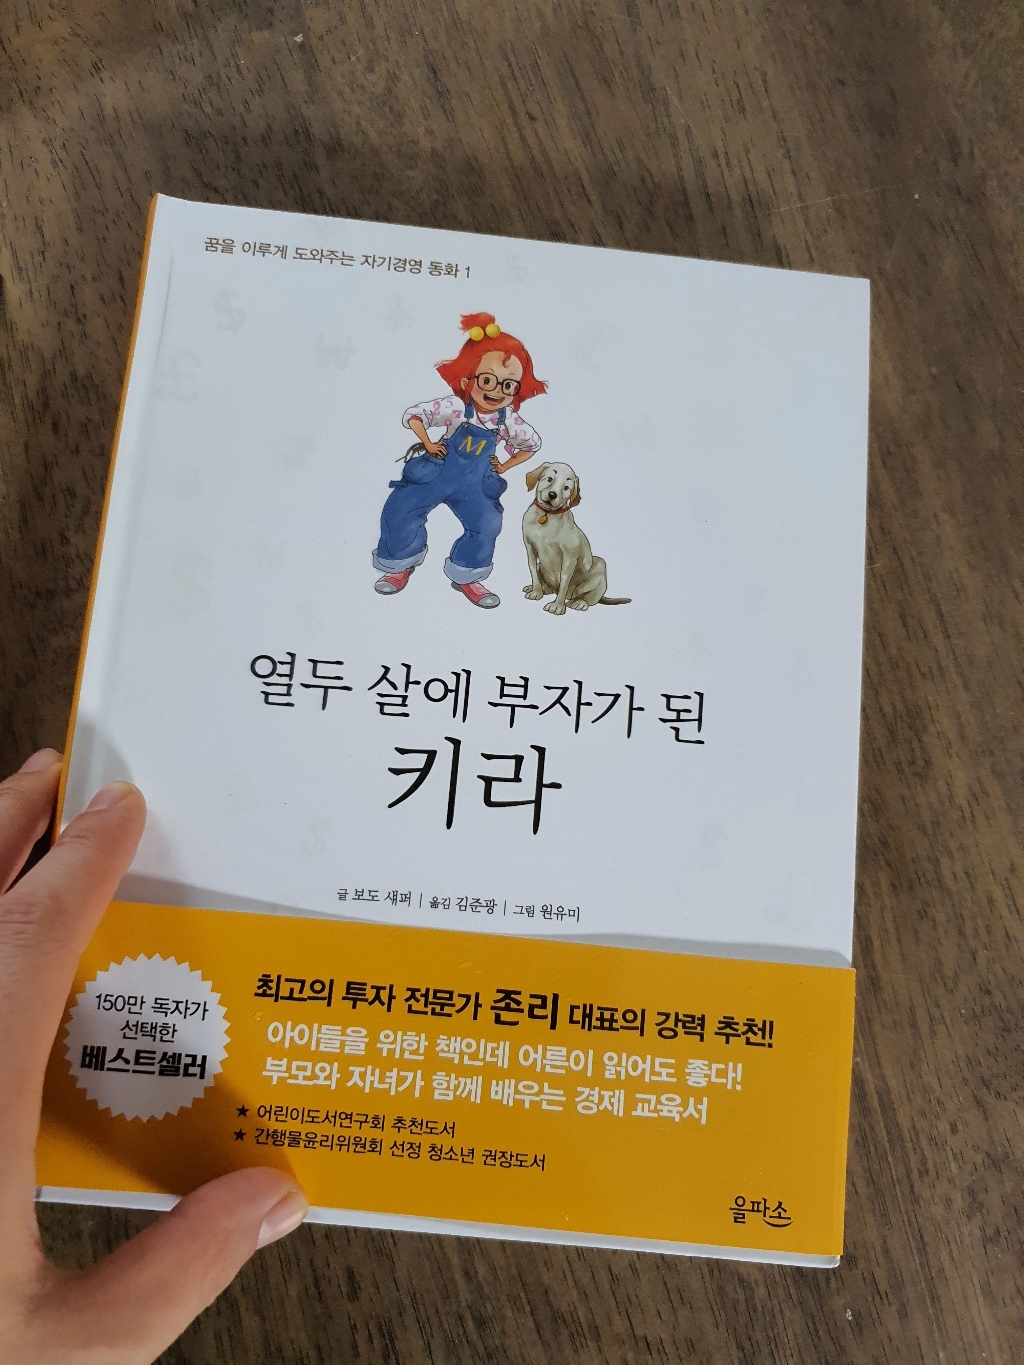 꿈을 이루게 도와주는 자기경영 동화 1
M
열두 살에 부자가 된
키라
글 보도 섀퍼 | 옮김 김준광 | 그림 원유미
150만 독자가
선택한
베스트셀러
최고의 투자 전문가 존리 대표의 강력 추천!
아이들을 위한 책인데 어른이 읽어도 좋다!
부모와 자녀가 함께 배우는 경제 교육서
★ 어린이도서연구회 추천도서
★ 간행물윤리위원회 선정 청소년 권장도서
을파소